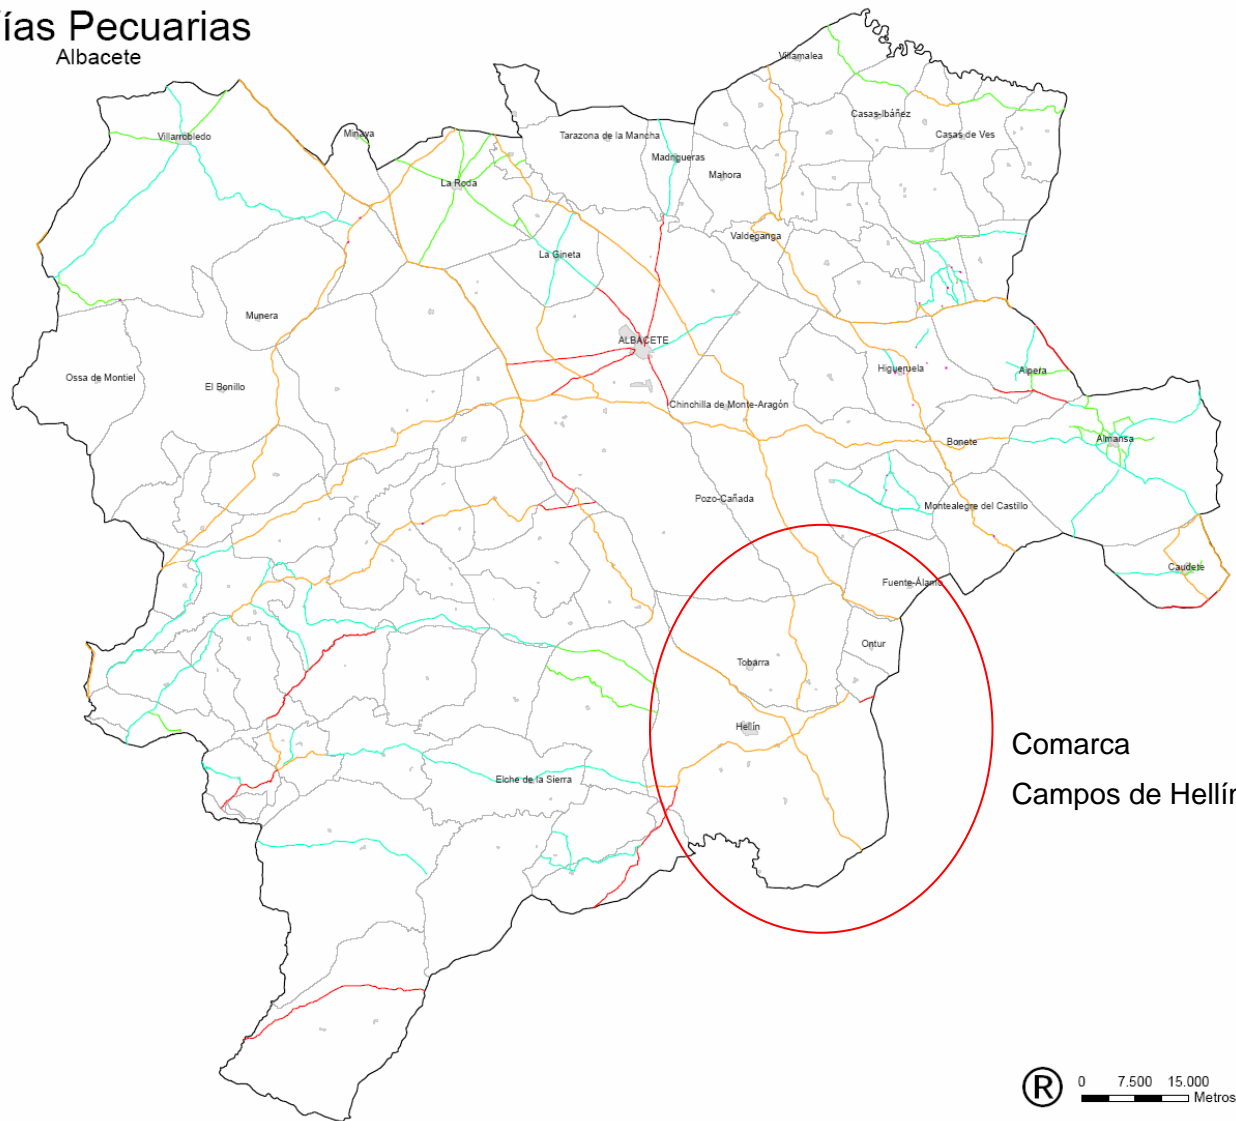 ías Pecuarias
Albacete
Villamalea
Villarrobledo
Minaya
Tarazona de la Mancha
Casas-Ibáñez
Casas de Ves
Madrigueras
Mahora
La Roda
Valdeganga
La Gineta
Munera
ALBACETE
Ossa de Montiel
El Bonillo
Higueruela
Alpera
Chinchilla de Monte-Aragón
Bonete
Almansa
Pozo-Cañada
Montealegre del Castillo
Caudete
Fuente-Álamo
Ontur
Tobarra
Hellín
Elche de la Sierra
Comarca
Campos de Hellín
®
0 7.500 15.000
Metros